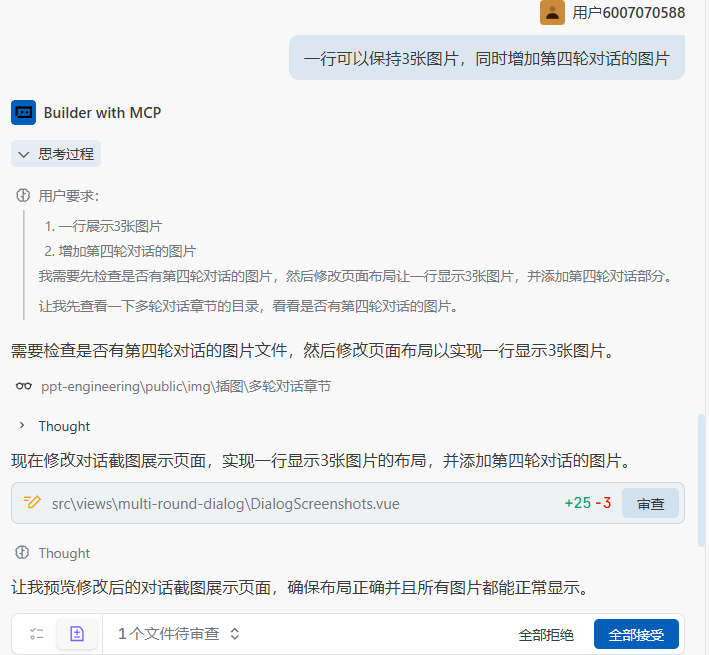 用户6007070588
一行可以保持3张图片，同时增加第四轮对话的图片
Builder with MCP
思考过程
用户要求：
1. 一行展示3张图片
2. 增加第四轮对话的图片
我需要先检查是否有第四轮对话的图片，然后修改页面布局让一行显示3张图片，并添加第四轮对话部分。
让我先查看一下多轮对话章节的目录，看看是否有第四轮对话的图片。
需要检查是否有第四轮对话的图片文件，然后修改页面布局以实现一行显示3张图片。
ppt-engineering\public\img\插图\多轮对话章节
Thought
现在修改对话截图展示页面，实现一行显示3张图片的布局，并添加第四轮对话的图片。
src\views\multi-round-dialog\DialogScreenshots.vue +25 -3 审查
Thought
让我预览修改后的对话截图展示页面，确保布局正确并且所有图片都能正常显示。
1 个文件待审查 全部拒绝 全部接受